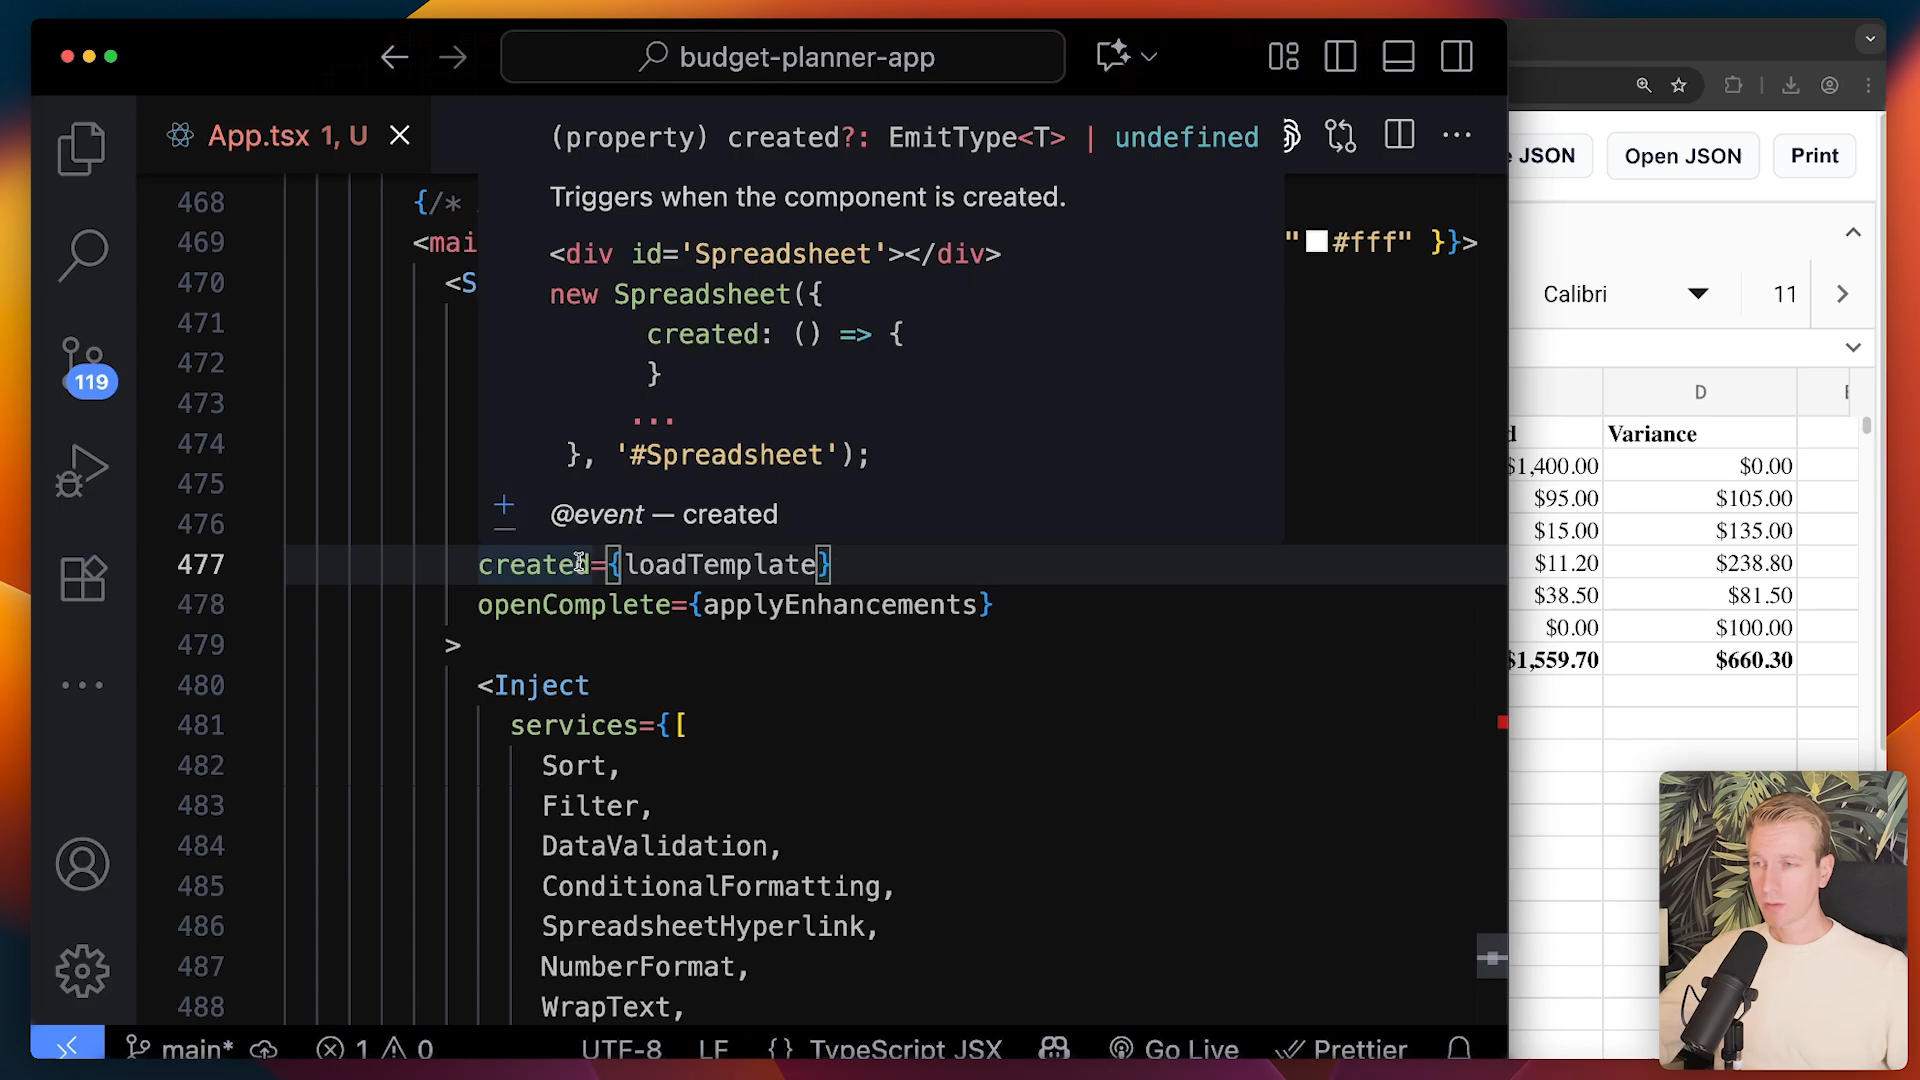 budget-planner-app
App.tsx 1, U
(property) created?: EmitType<T> | undefined
JSON
Open JSON
Print
Triggers when the component is created.
468 {/*
469 <mai
"#fff" }}>
<div id='Spreadsheet'></div>
470 <S
new Spreadsheet({
471
created: () => {
472
}
473
...
474
}, '#Spreadsheet');
475
476
@event — created
477 created={loadTemplate}
478 openComplete={applyEnhancements}
479 >
480 <Inject
481 services={[
482 Sort,
483 Filter,
484 DataValidation,
485 ConditionalFormatting,
486 SpreadsheetHyperlink,
487 NumberFormat,
488 WrapText,
119
Calibri 11
D
Variance
$1,400.00 $0.00
$95.00 $105.00
$15.00 $135.00
$11.20 $238.80
$38.50 $81.50
$0.00 $100.00
$1,559.70 $660.30
main* 1 0 UTF-8 LF {} TypeScript JSX Go Live Prettier